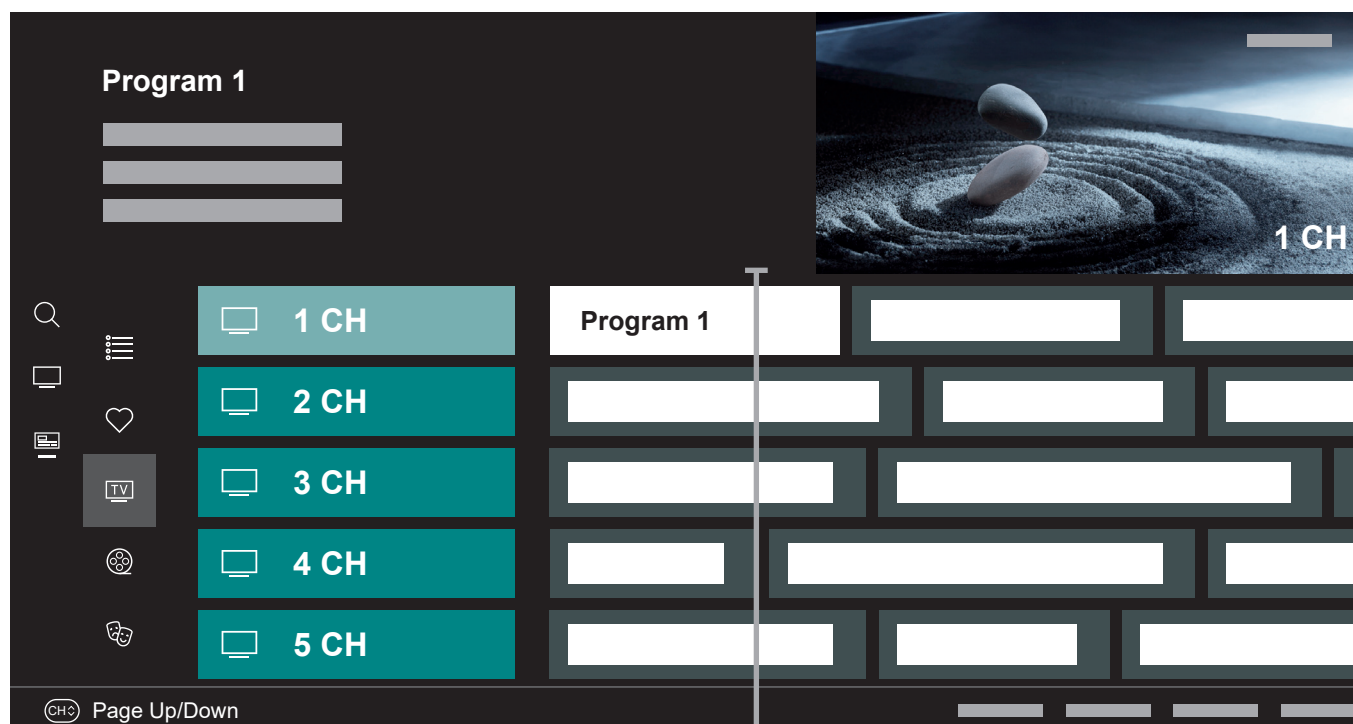 Program 1
1 CH
1 CH
Program 1
2 CH
TV
3 CH
4 CH
5 CH
CH
Page Up/Down